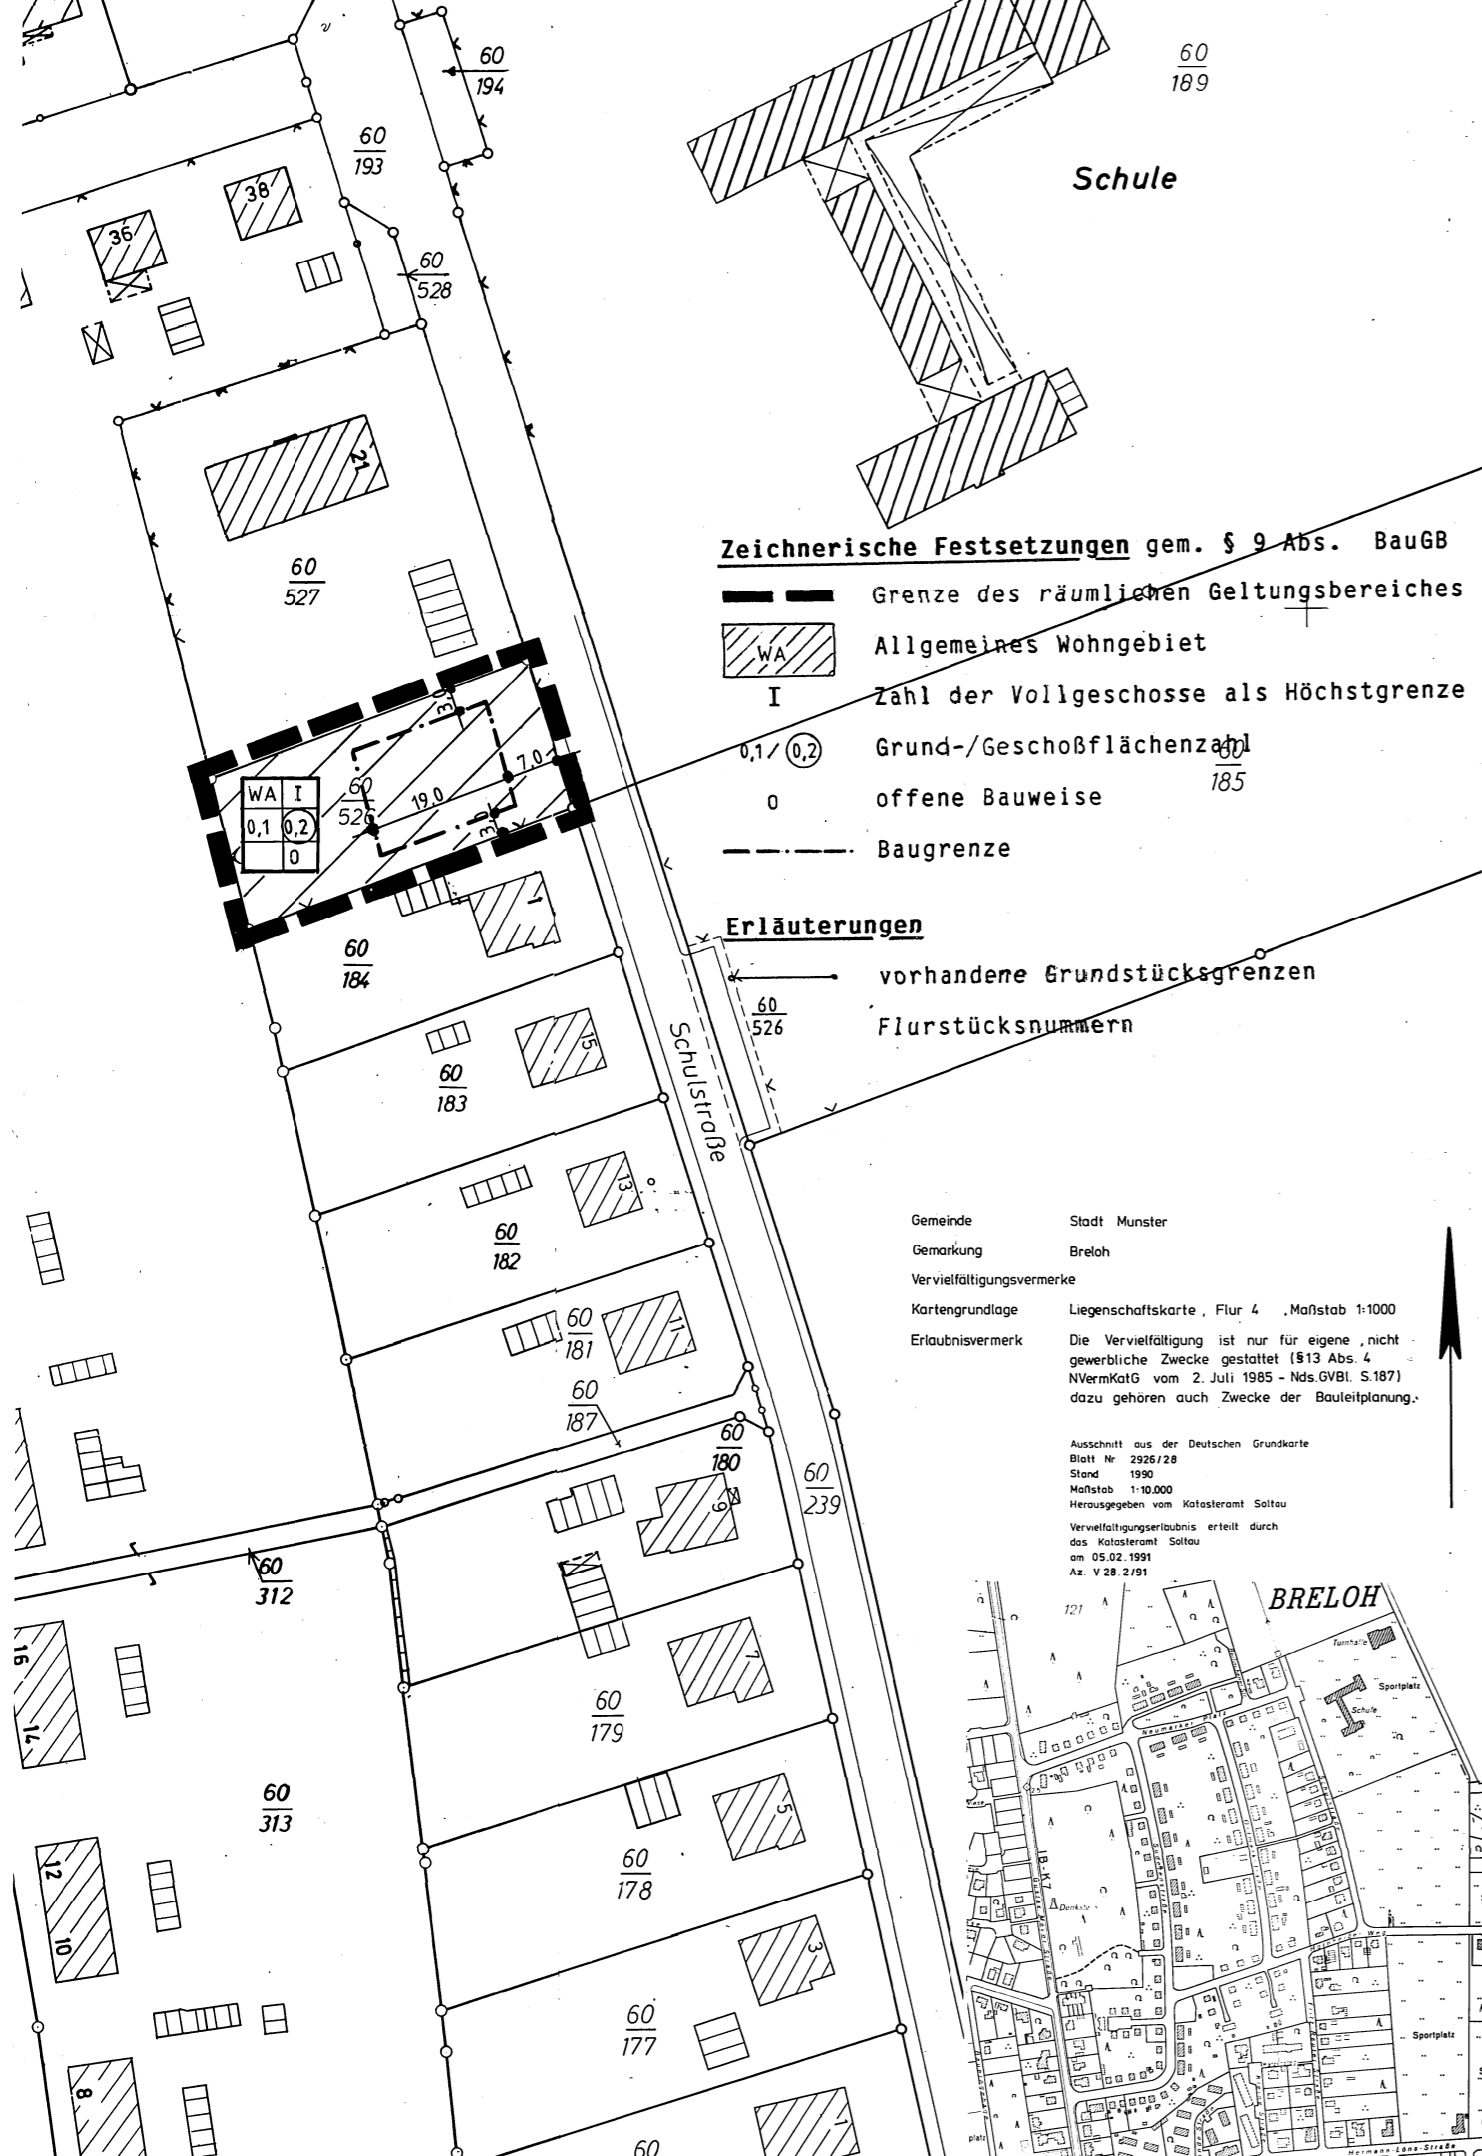 60
194
60
189
60
193
Schule
38
36
60
528
21
Zeichnerische Festsetzungen gem. § 9 Abs. BauGB
60
527
Grenze des räumlichen Geltungsbereiches
WA Allgemeines Wohngebiet
I Zahl der Vollgeschosse als Höchstgrenze
3,0
0,1 / 0,2 Grund-/Geschoßflächenzahl
60
185
7,0
WA I
60
526
19,0
0,1 0,2
3,0
0
0 offene Bauweise
Baugrenze
Erläuterungen
60
184
vorhandene Grundstücksgrenzen
60
526
Flurstücksnummern
Schulstraße
15
60
183
13
60
182
Gemeinde Stadt Munster
Gemarkung Breloh
Vervielfältigungsvermerke
Kartengrundlage Liegenschaftskarte, Flur 4 , Maßstab 1:1000
Erlaubnisvermerk Die Vervielfältigung ist nur für eigene , nicht
gewerbliche Zwecke gestattet (§13 Abs. 4
NVermKatG vom 2. Juli 1985 - Nds.GVBl. S.187)
dazu gehören auch Zwecke der Bauleitplanung.
11
60
181
60
187
60
180
Ausschnitt aus der Deutschen Grundkarte
Blatt Nr 2926/28
Stand 1990
Maßstab 1:10.000
Herausgegeben vom Katasteramt Soltau
Vervielfältigungserlaubnis erteilt durch
das Katasteramt Soltau
am 05.02.1991
Az. V 28.2/91
60
239
9
60
312
BRELOH
121
Turnhalle
Sportplatz
Schule
Neumarker Platz
16
14
7
60
179
60
313
5
60
178
12
10
3
60
177
Sportplatz
8
1
60
platz
Hermann-Löns-Straße